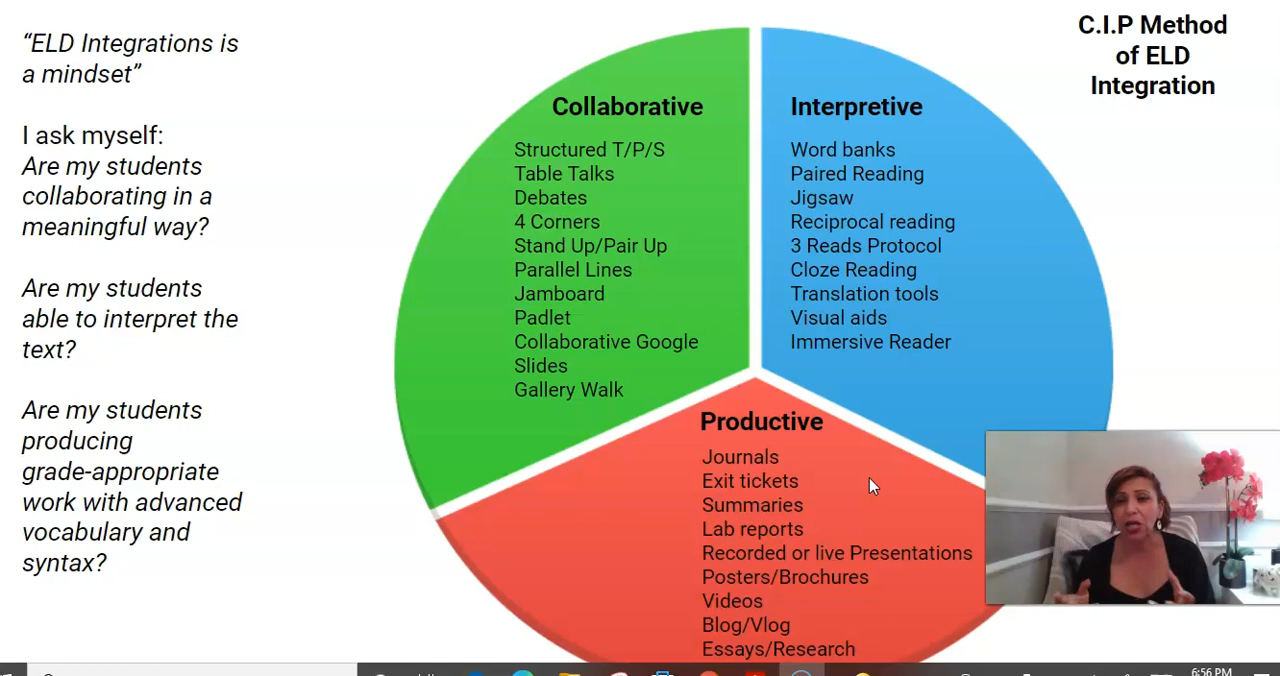 “ELD Integrations is
a mindset”
I ask myself:
Are my students
collaborating in a
meaningful way?
Are my students
able to interpret the
text?
Are my students
producing
grade-appropriate
work with advanced
vocabulary and
syntax?
Collaborative
Structured T/P/S
Table Talks
Debates
4 Corners
Stand Up/Pair Up
Parallel Lines
Jamboard
Padlet
Collaborative Google
Slides
Gallery Walk
Interpretive
Word banks
Paired Reading
Jigsaw
Reciprocal reading
3 Reads Protocol
Cloze Reading
Translation tools
Visual aids
Immersive Reader
C.I.P Method
of ELD
Integration
Productive
Journals
Exit tickets
Summaries
Lab reports
Recorded or live Presentations
Posters/Brochures
Videos
Blog/Vlog
Essays/Research
6:56 PM